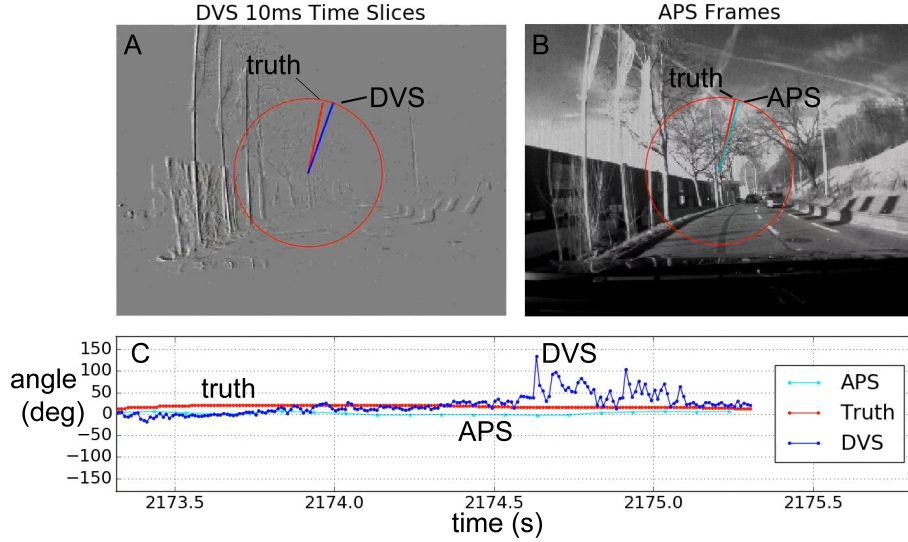 DVS 10ms Time Slices
APS Frames
A
truth
DVS
B
truth
APS
150
100
50
0
−50
−100
−150
angle
(deg)
C
truth
APS
DVS
APS
Truth
DVS
2173.5
2174.0
2174.5
2175.0
2175.5
time (s)